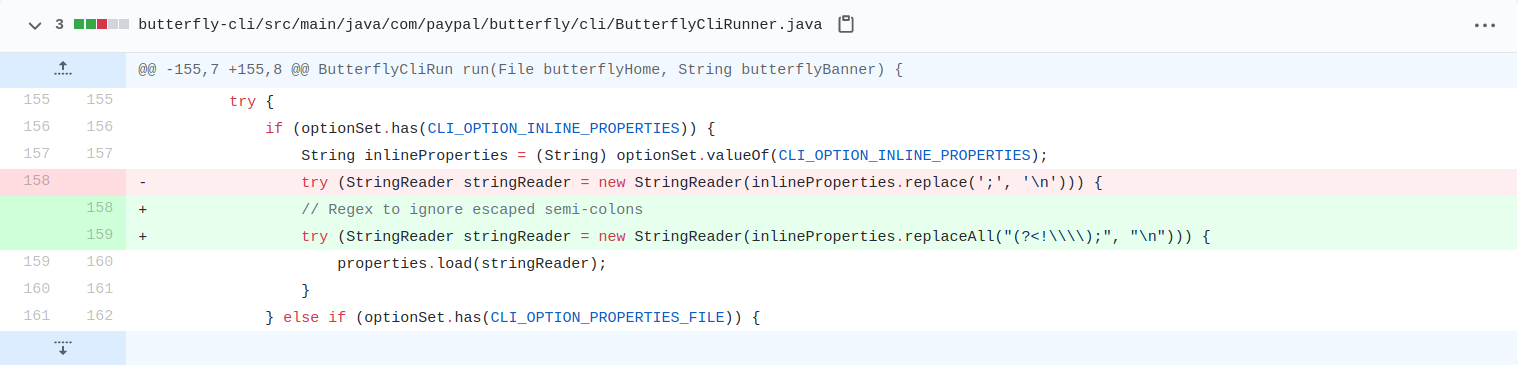 3 butterfly-cli/src/main/java/com/paypal/butterfly/cli/ButterflyCliRunner.java
@@ -155,7 +155,8 @@ ButterflyCliRun run(File butterflyHome, String butterflyBanner) {
155 155 try {
156 156 if (optionSet.has(CLI_OPTION_INLINE_PROPERTIES)) {
157 157 String inlineProperties = (String) optionSet.valueOf(CLI_OPTION_INLINE_PROPERTIES);
158 - try (StringReader stringReader = new StringReader(inlineProperties.replace(';', '\n'))) {
158 + // Regex to ignore escaped semi-colons
159 + try (StringReader stringReader = new StringReader(inlineProperties.replaceAll("(?<!\\\\);", "\n"))) {
159 160 properties.load(stringReader);
160 161 }
161 162 } else if (optionSet.has(CLI_OPTION_PROPERTIES_FILE)) {